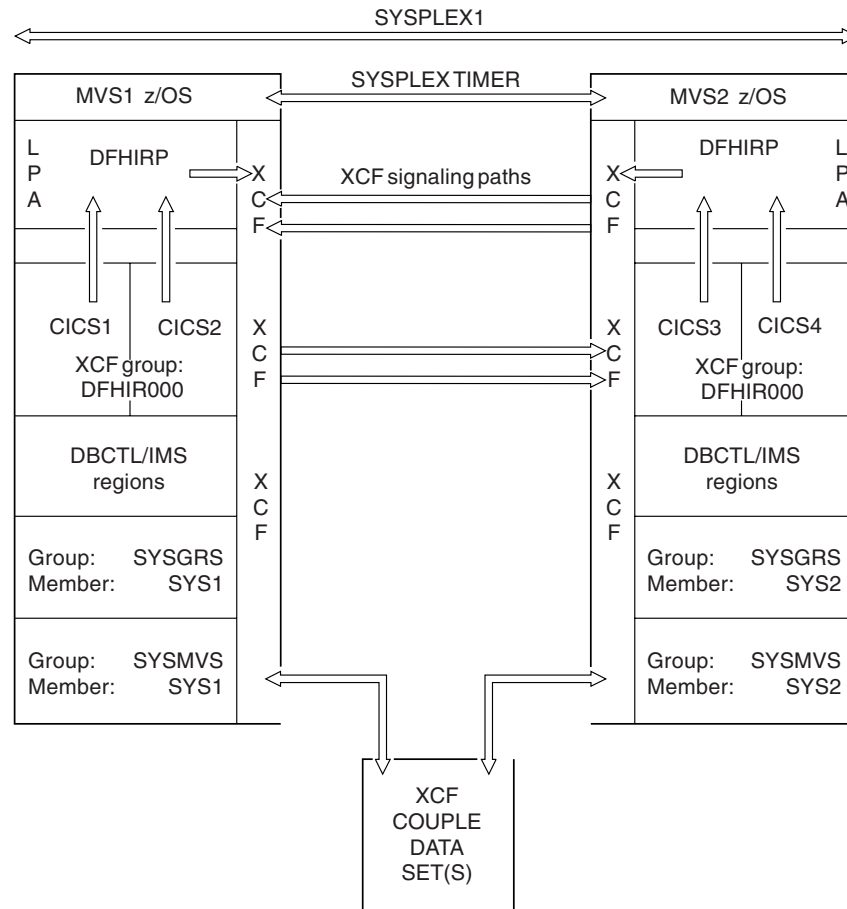 SYSPLEX1
SYSPLEX TIMER
MVS1 z/OS
L
P
A
DFHIRP
X
C
F
CICS1
CICS2
XCF group:
DFHIR000
X
C
F
DBCTL/IMS
regions
X
C
F
Group: SYSGRS
Member: SYS1
Group: SYSMVS
Member: SYS1
XCF signaling paths
MVS2 z/OS
X
C
F
DFHIRP
L
P
A
X
C
F
CICS3
CICS4
XCF group:
DFHIR000
X
C
F
DBCTL/IMS
regions
Group: SYSGRS
Member: SYS2
Group: SYSMVS
Member: SYS2
XCF
COUPLE
DATA
SET(S)